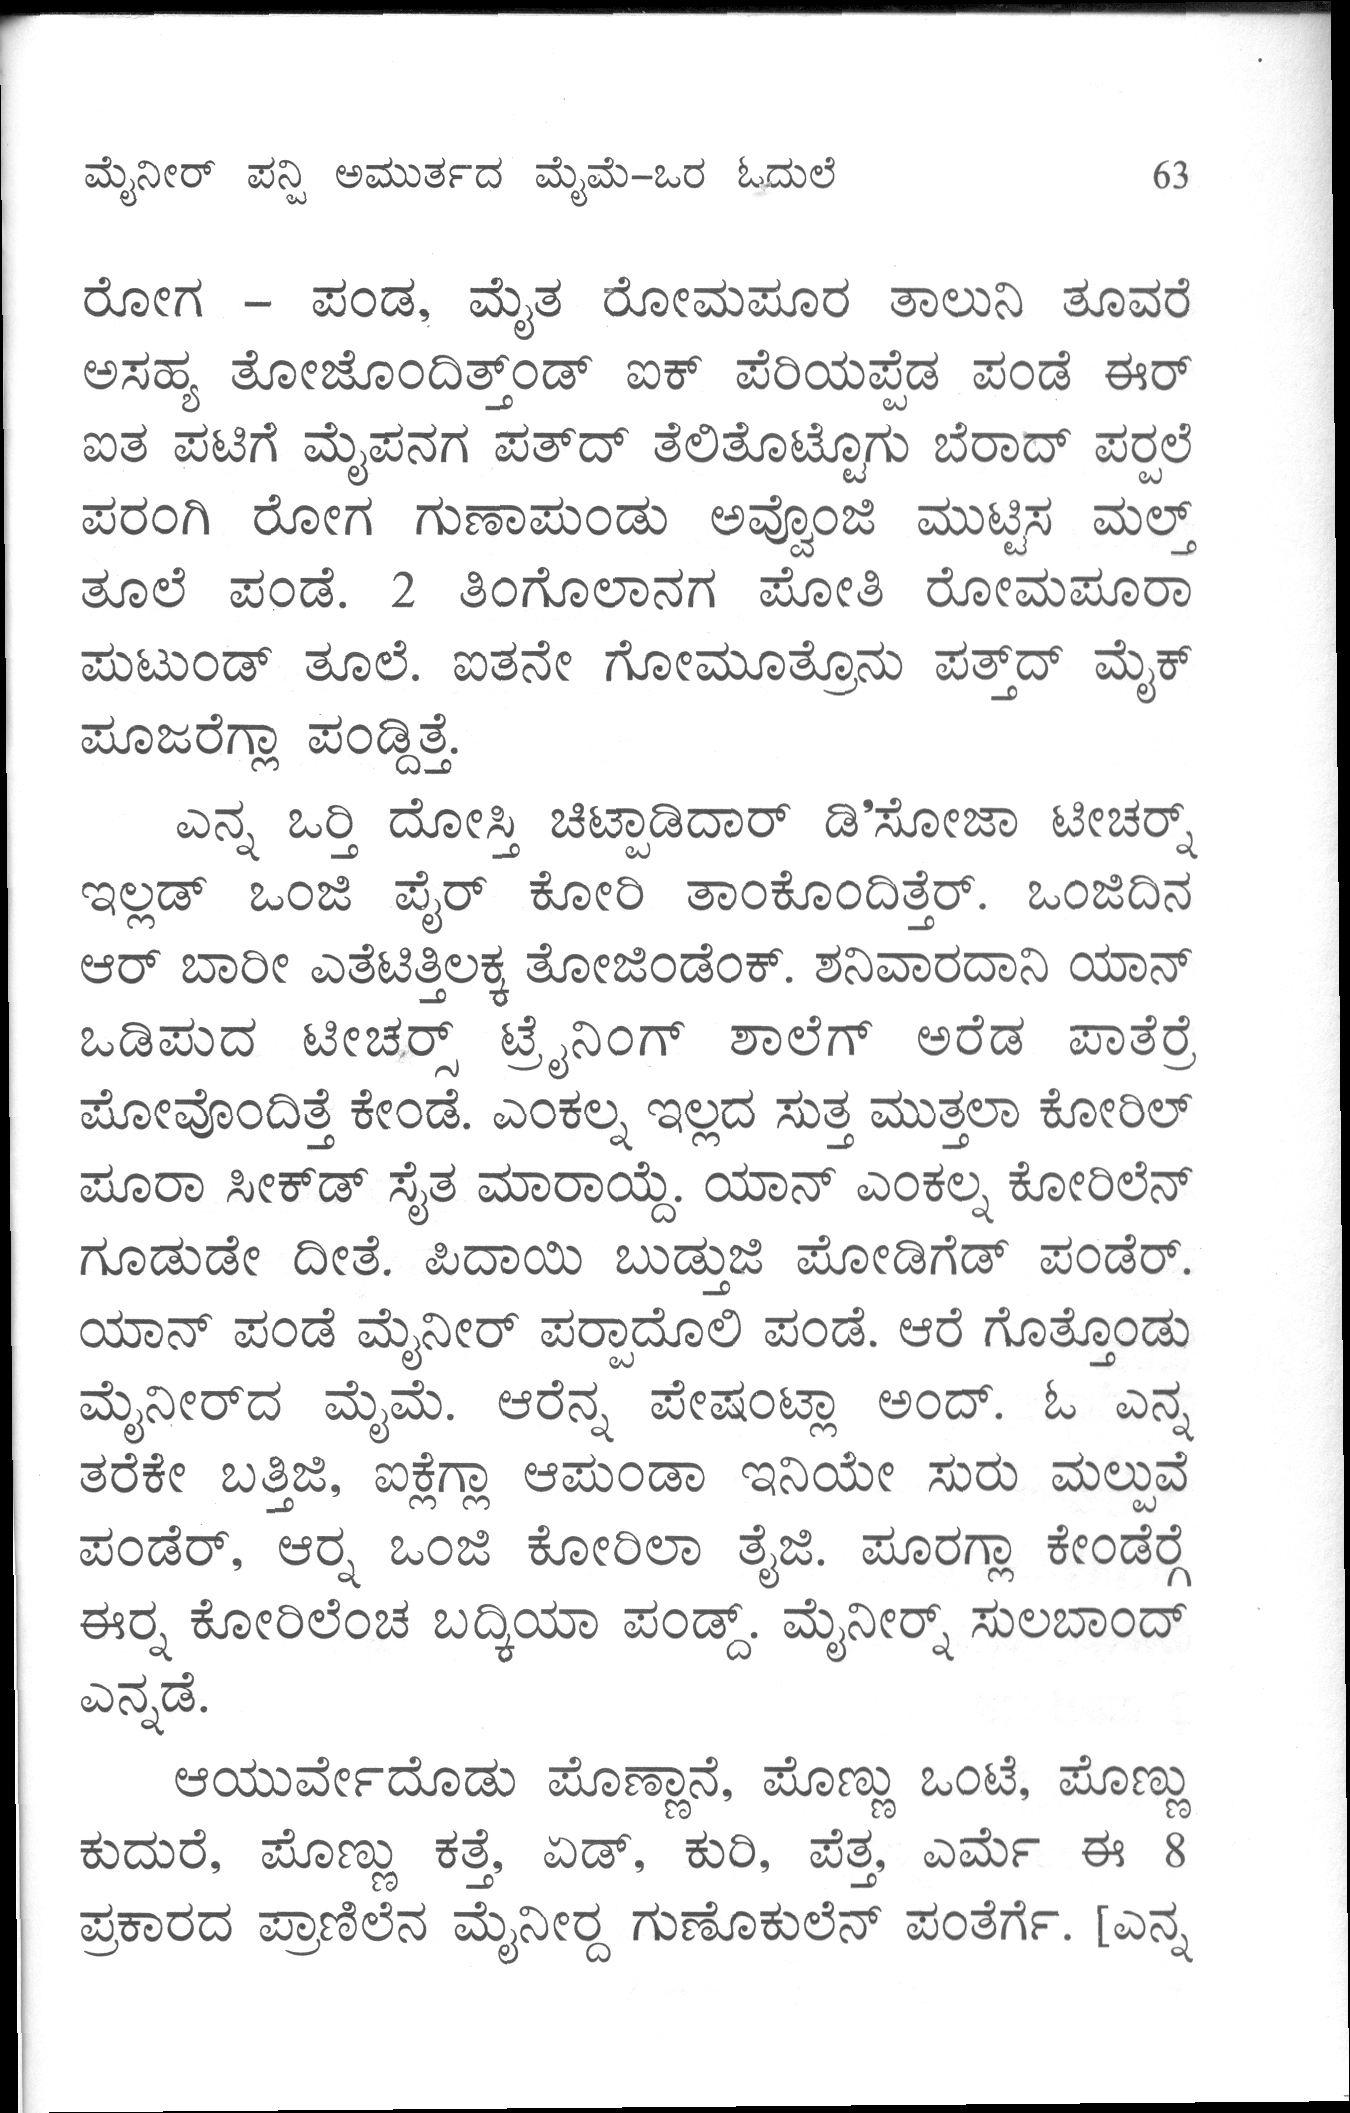 ಮೈನೀರ್ ಪನ್ಪಿ ಅಮುರ್ತದ ಮೈಮೆ-ಒರ ಓದುಲೆ 63
ರೋಗ – ಪಂಡ, ಮೈತ ರೋಮಪೂರ ತಾಲುನಿ ತೂವರೆ
ಅಸಹ್ಯ ತೋಜೊಂದಿತ್ತ್‌ಂಡ್ ಐಕ್ ಪೆರಿಯಪ್ಪೆಡ ಪಂಡೆ ಈರ್
ಐತ ಪಟಿಗೆ ಮೈಪನಗ ಪತ್‌ದ್ ತೆಲಿತೊಟ್ಟೊಗು ಬೆರಾದ್ ಪರ್‍ಪಲೆ
ಪರಂಗಿ ರೋಗ ಗುಣಾಪುಂಡು ಅವ್ವೊಂಜಿ ಮುಟ್ಟಿಸ ಮಲ್ತ್
ತೂಲೆ ಪಂಡೆ. 2 ತಿಂಗೊಲಾನಗ ಪೋತಿ ರೋಮಪೂರಾ
ಪುಟುಂಡ್ ತೂಲೆ. ಐತನೇ ಗೋಮೂತ್ರೊನು ಪತ್ತ್‌ದ್ ಮೈಕ್
ಪೂಜರೆಗ್ಲಾ ಪಂಡ್ದಿತ್ತೆ.
ಎನ್ನ ಒರ್‍ತಿ ದೋಸ್ತಿ ಚಿಟ್ಪಾಡಿದಾರ್ ಡಿ'ಸೋಜಾ ಟೀಚರ್‍ನ್
ಇಲ್ಲಡ್ ಒಂಜಿ ಪೈರ್ ಕೋರಿ ತಾಂಕೊಂದಿತ್ತೆರ್. ಒಂಜಿದಿನ
ಆರ್ ಬಾರೀ ಎತೆಟಿತ್ತಿಲಕ್ಕ ತೋಜಿಂಡೆಂಕ್. ಶನಿವಾರದಾನಿ ಯಾನ್
ಒಡಿಪುದ ಟೀಚರ್‍ಸ್ ಟ್ರೈನಿಂಗ್ ಶಾಲೆಗ್ ಅರೆಡ ಪಾತೆರ್‍ರೆ
ಪೋವೊಂದಿತ್ತೆ ಕೇಂಡೆ. ಎಂಕಲ್ನ ಇಲ್ಲದ ಸುತ್ತ ಮುತ್ತಲಾ ಕೋರಿಲ್
ಪೂರಾ ಸೀಕ್‌ಡ್ ಸೈತ ಮಾರಾಯ್ದೆ. ಯಾನ್ ಎಂಕಲ್ನ ಕೋರಿಲೆನ್
ಗೂಡುಡೇ ದೀತೆ. ಪಿದಾಯಿ ಬುಡ್ತುಜಿ ಪೋಡಿಗೆಡ್ ಪಂಡೆರ್.
ಯಾನ್ ಪಂಡೆ ಮೈನೀರ್ ಪರ್‍ಪಾದೊಲಿ ಪಂಡೆ. ಆರೆ ಗೊತ್ತೊಂಡು
ಮೈನೀರ್‌ದ ಮೈಮೆ. ಆರೆನ್ನ ಪೇಷಂಟ್ಲಾ ಅಂದ್. ಓ ಎನ್ನ
ತರೆಕೇ ಬತ್ತಿಜಿ, ಐಕ್ಲೆಗ್ಲಾ ಆಪುಂಡಾ ಇನಿಯೇ ಸುರು ಮಲ್ಪುವೆ
ಪಂಡೆರ್, ಆರ್‍ನ ಒಂಜಿ ಕೋರಿಲಾ ತೈಜಿ. ಪೂರಗ್ಲಾ ಕೇಂಡೆರ್‍ಗೆ
ಈರ್‍ನ ಕೋರಿಲೆಂಚ ಬದ್ಕಿಯಾ ಪಂಡ್ದ್. ಮೈನೀರ್‍ನ್ ಸುಲಬಾಂದ್
ಎನ್ನಡೆ.
ಆಯುರ್ವೇದೊಡು ಪೊಣ್ಣಾನೆ, ಪೊಣ್ಣು ಒಂಟೆ, ಪೊಣ್ಣು
ಕುದುರೆ, ಪೊಣ್ಣು ಕತ್ತೆ, ಏಡ್, ಕುರಿ, ಪೆತ್ತ, ಎರ್ಮೆ ಈ 8
ಪ್ರಕಾರದ ಪ್ರಾಣಿಲೆನ ಮೈನೀರ್‍ದ ಗುಣೊಕುಲೆನ್ ಪಂತೆರ್ಗೆ. [ಎನ್ನ